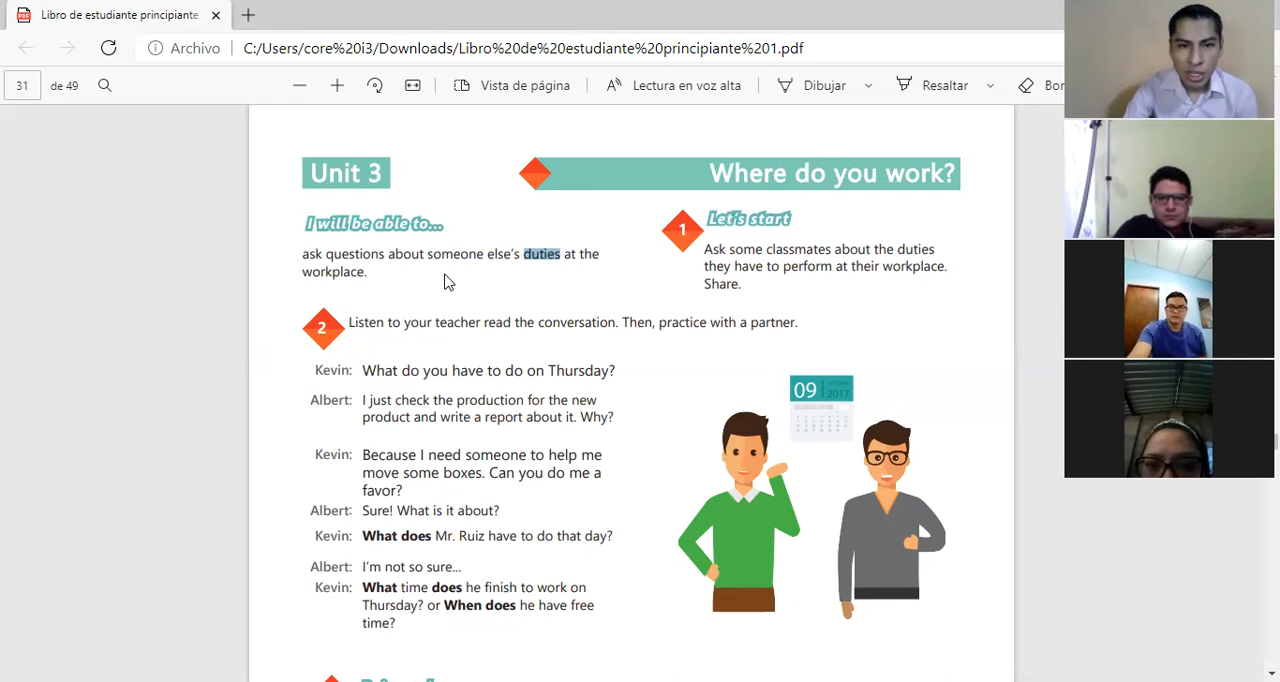 Libro de estudiante principiante
Archivo
C:/Users/core%20i3/Downloads/Libro%20de%20estudiante%20principiante%201.pdf
31 de 49
Vista de página
Lectura en voz alta
Dibujar
Resaltar
Bor
Unit 3
Where do you work?
I will be able to...
ask questions about someone else's duties at the
workplace.
1
Let's start
Ask some classmates about the duties
they have to perform at their workplace.
Share.
2
Listen to your teacher read the conversation. Then, practice with a partner.
Kevin: What do you have to do on Thursday?
Albert: I just check the production for the new
product and write a report about it. Why?
Kevin: Because I need someone to help me
move some boxes. Can you do me a
favor?
Albert: Sure! What is it about?
Kevin: What does Mr. Ruiz have to do that day?
Albert: I'm not so sure...
Kevin: What time does he finish to work on
Thursday? or When does he have free
time?
09
2017